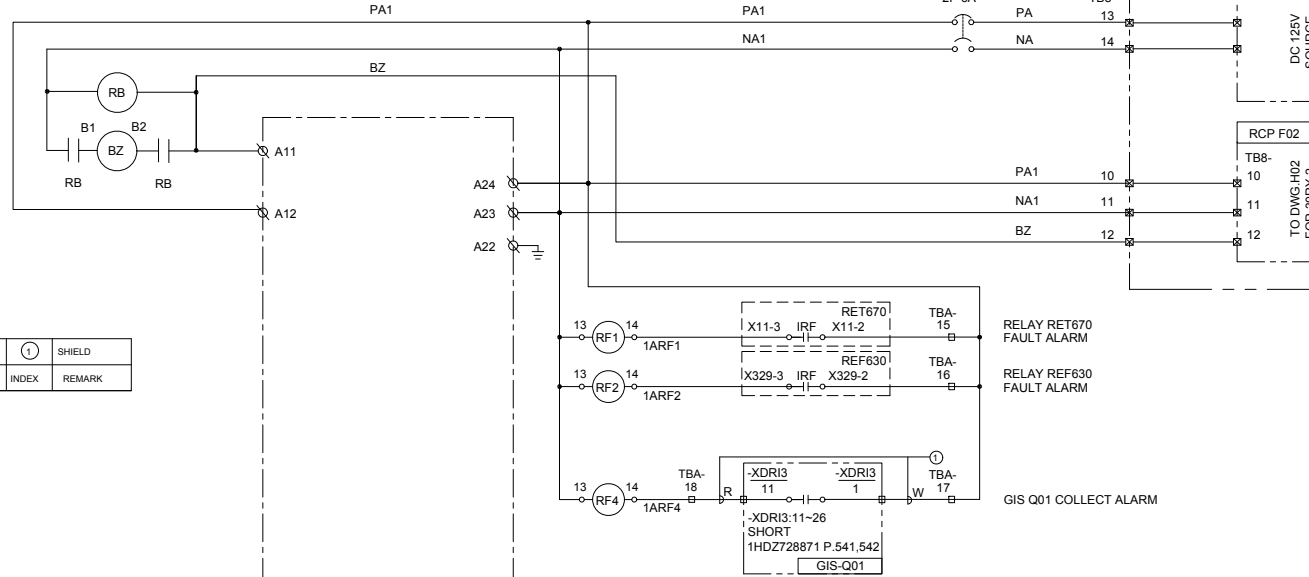 PA1
PA1
PA
13
NA1
NA
14
DC 125V
BZ
RB
B1
B2
BZ
RB
RB
A11
A12
A24
A23
A22
RCP F02
TB8-
PA1
10
10
NA1
11
11
BZ
12
12
TO DWG.H02
1
SHIELD
INDEX
REMARK
RET670
13
RF1
14
1ARF1
X11-3
IRF
X11-2
TBA-
15
RELAY RET670
FAULT ALARM
REF630
13
RF2
14
1ARF2
X329-3
IRF
X329-2
TBA-
16
RELAY REF630
FAULT ALARM
1
13
RF4
14
1ARF4
TBA-
18
R
-XDRI3
11
-XDRI3
1
W
TBA-
17
GIS Q01 COLLECT ALARM
-XDRI3:11~26
SHORT
1HDZ728871 P.541,542
GIS-Q01